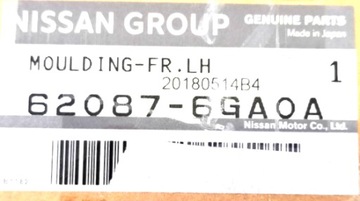 NISSAN GROUP GENUINE PARTS
Made in Japan
MOULDING-FR.LH 1
20180514B4
62087-6GA0A
Nissan Motor Co., Ltd.